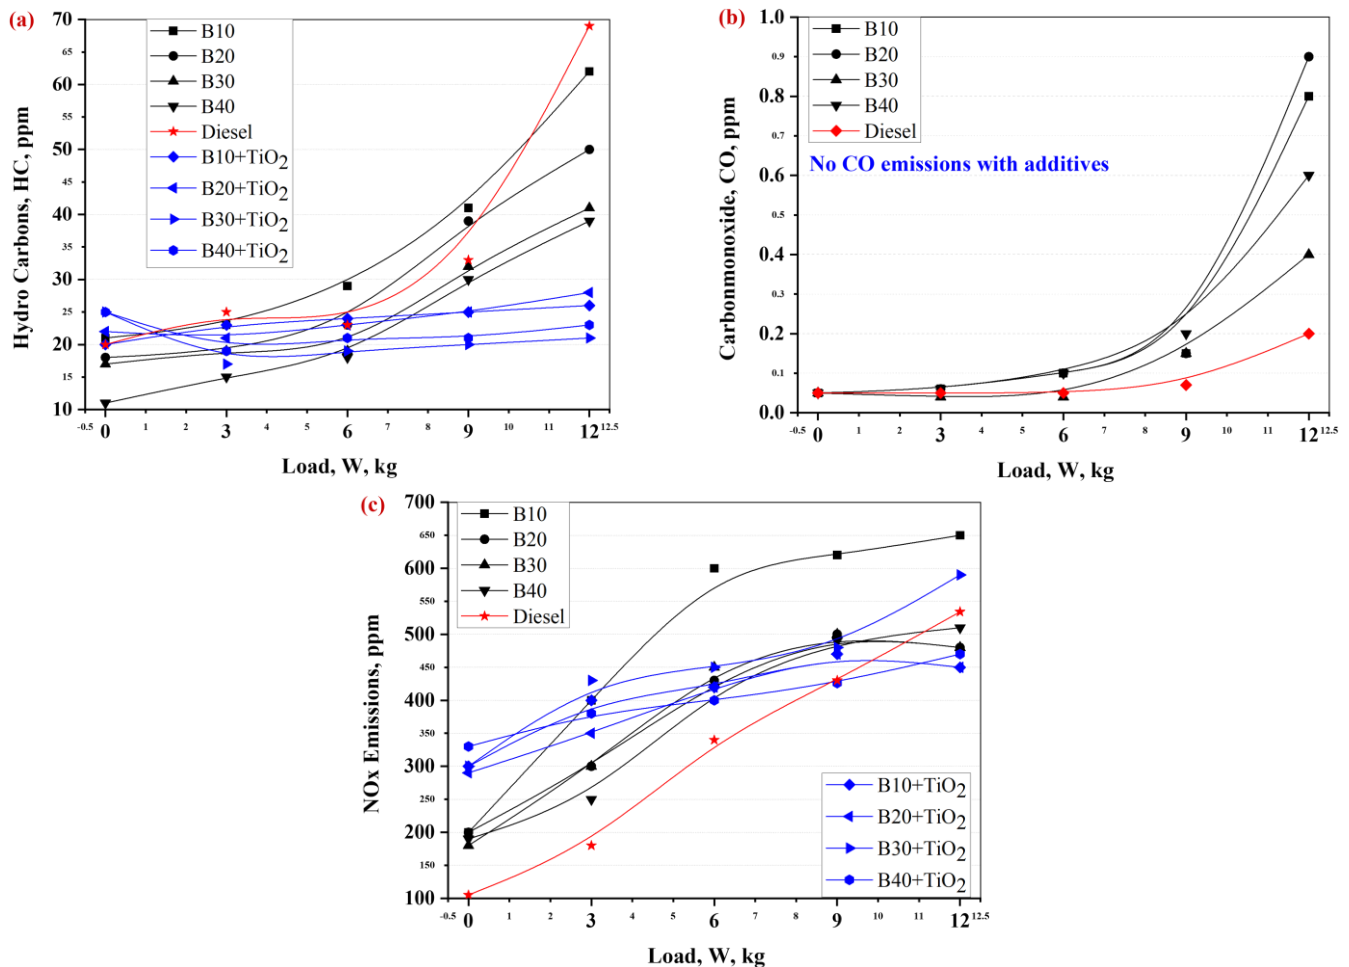 (a)
Hydro Carbons, HC, ppm
70
65
60
55
50
45
40
35
30
25
20
15
10
B10
B20
B30
B40
Diesel
B10+TiO2
B20+TiO2
B30+TiO2
B40+TiO2
-0.5 0 1 2 3 4 5 6 7 8 9 10 11 12 12.5
Load, W, kg
(b)
Carbonmonoxide, CO, ppm
1.0
0.9
0.8
0.7
0.6
0.5
0.4
0.3
0.2
0.1
0.0
B10
B20
B30
B40
Diesel
No CO emissions with additives
-0.5 0 1 2 3 4 5 6 7 8 9 10 11 12 12.5
Load, W, kg
(c)
NOx Emissions, ppm
700
650
600
550
500
450
400
350
300
250
200
150
100
B10
B20
B30
B40
Diesel
B10+TiO2
B20+TiO2
B30+TiO2
B40+TiO2
-0.5 0 1 2 3 4 5 6 7 8 9 10 11 12 12.5
Load, W, kg